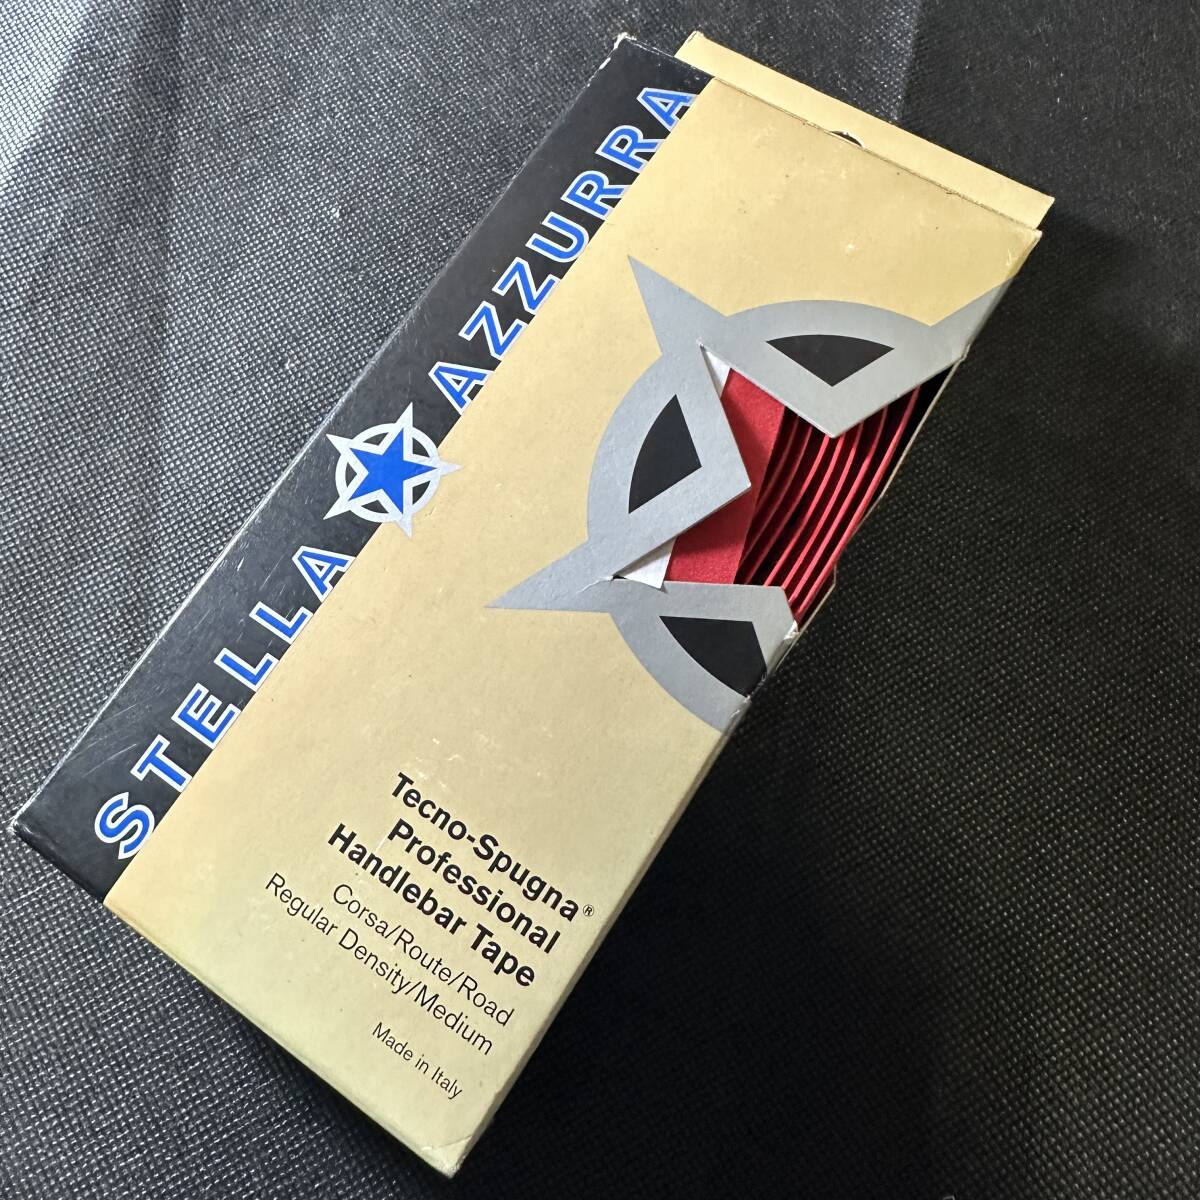 STELLA AZZURRA
Tecno-Spugna®
Professional
Handlebar Tape
Corsa/Route/Road
Regular Density/Medium
Made in Italy